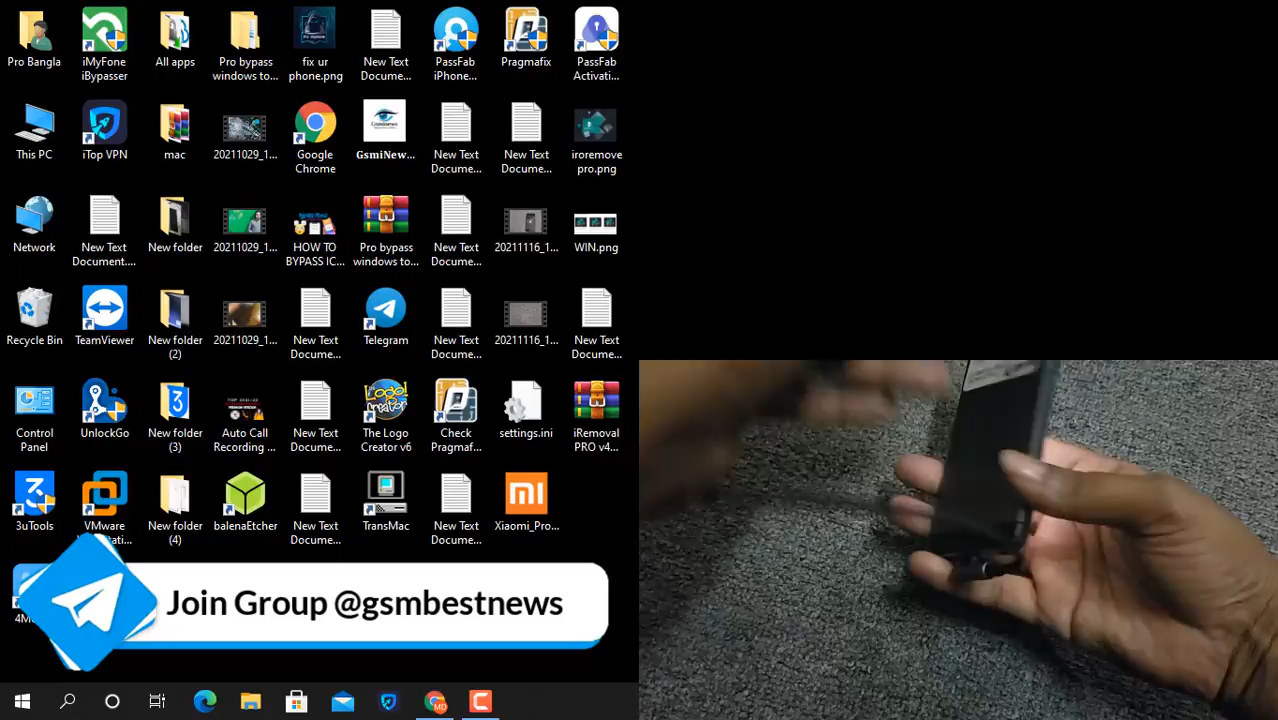 Pro Bangla
iMyFone
iBypasser
All apps
Pro bypass
windows to...
fix ur
phone.png
New Text
Docume...
PassFab
iPhone...
Pragmafix
PassFab
Activati...
This PC
iTop VPN
mac
20211029_1...
Google
Chrome
GsmiNew...
New Text
Docume...
New Text
Docume...
iroremove
pro.png
Network
New Text
Document....
New folder
20211029_1...
HOW TO
BYPASS IC...
Pro bypass
windows to...
New Text
Docume...
20211116_1...
WIN.png
Recycle Bin
TeamViewer
New folder
(2)
20211029_1...
New Text
Docume...
Telegram
New Text
Docume...
20211116_1...
New Text
Docume...
Control
Panel
UnlockGo
New folder
(3)
Auto Call
Recording ...
New Text
Docume...
The Logo
Creator v6
Check
Pragmaf...
settings.ini
iRemoval
PRO v4...
3uTools
VMware
New folder
(4)
balenaEtcher
New Text
Docume...
TransMac
New Text
Docume...
Xiaomi_Pro...
Join Group @gsmbestnews